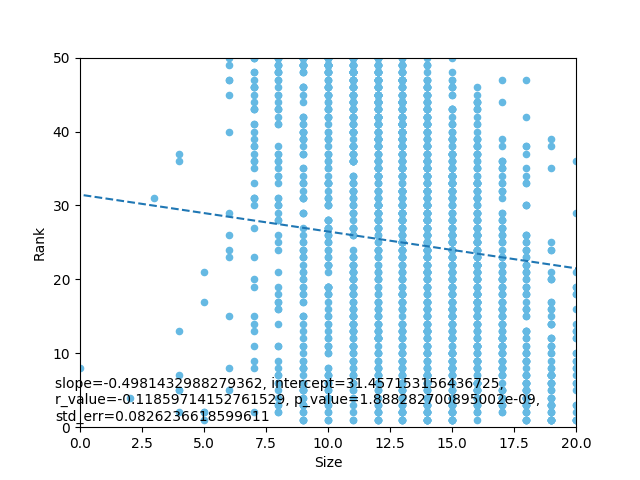 50
40
30
20
10
0
Rank
slope=-0.4981432988279362, intercept=31.457153156436725,
r_value=-0.11859714152761529, p_value=1.888282700895002e-09,
std_err=0.0826236618599611
0.0 2.5 5.0 7.5 10.0 12.5 15.0 17.5 20.0
Size